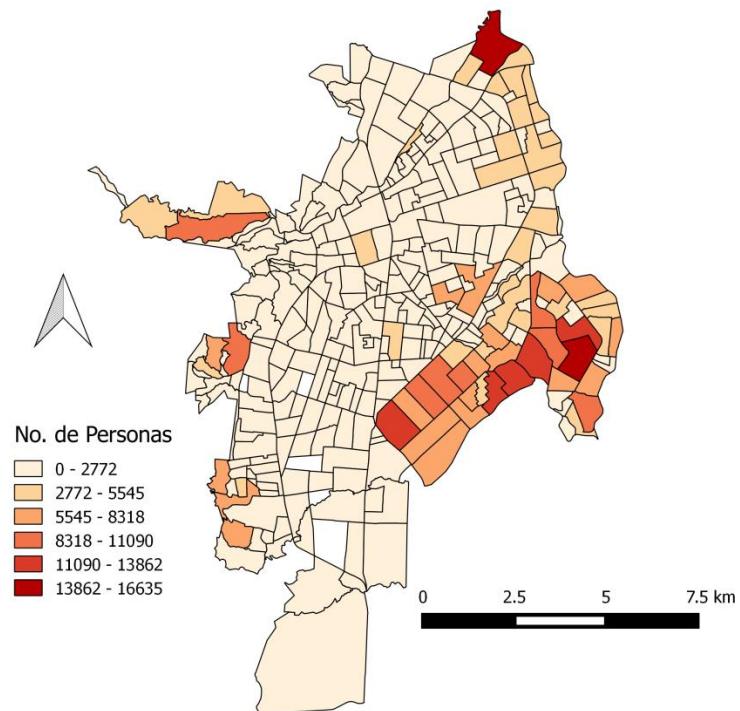 No. de Personas
0 - 2772
2772 - 5545
5545 - 8318
8318 - 11090
11090 - 13862
13862 - 16635
0 2.5 5 7.5 km